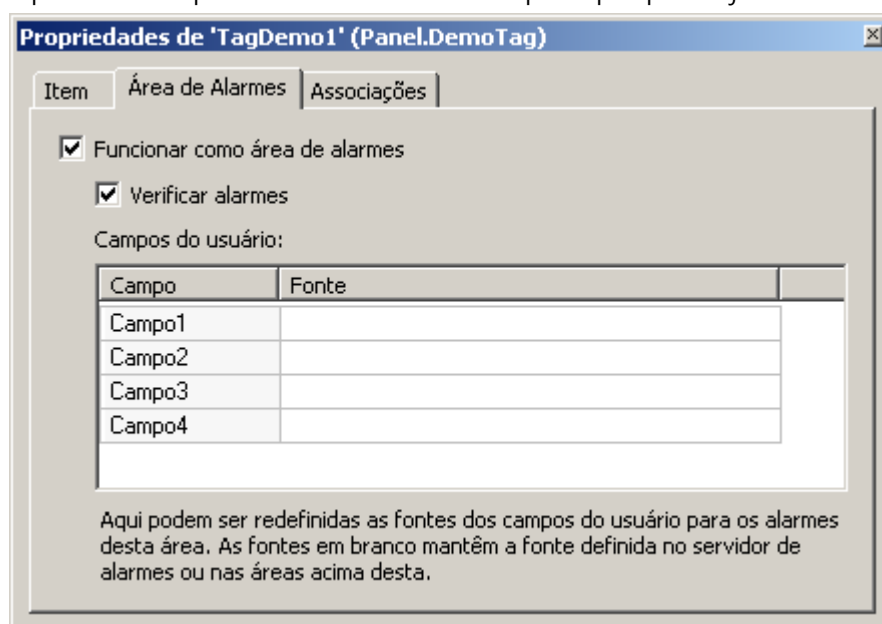 Propriedades de 'TagDemo1' (Panel.DemoTag)
Item Área de Alarmes Associações
Funcionar como área de alarmes
Verificar alarmes
Campos do usuário:
Campo Fonte
Campo1
Campo2
Campo3
Campo4
Aqui podem ser redefinidas as fontes dos campos do usuário para os alarmes
desta área. As fontes em branco mantêm a fonte definida no servidor de
alarmes ou nas áreas acima desta.